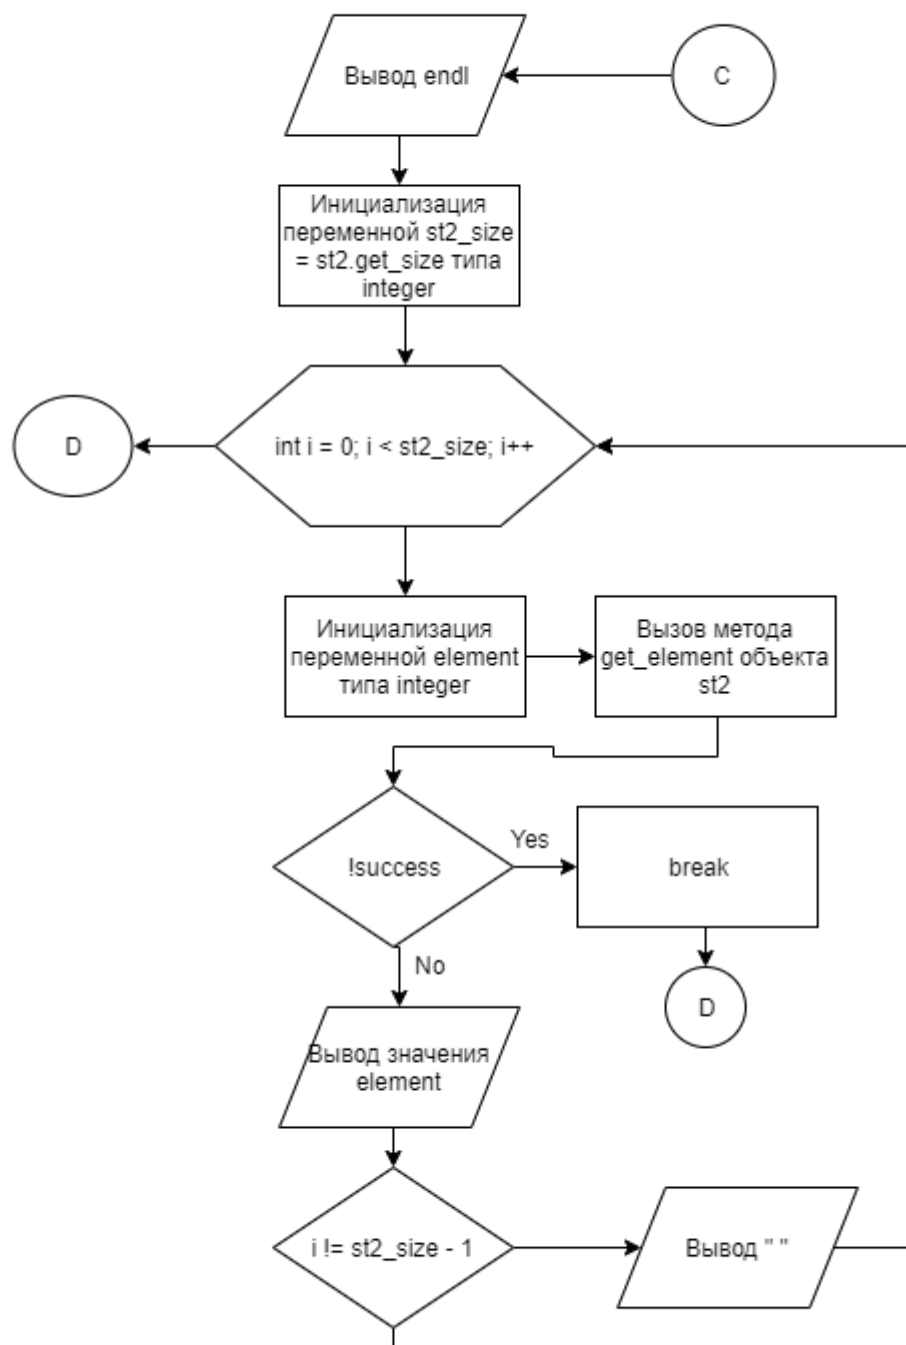 Вывод endl
C
Инициализация
переменной st2_size
= st2.get_size типа
integer
D
int i = 0; i < st2_size; i++
Инициализация
переменной element
типа integer
Вызов метода
get_element объекта
st2
!success
Yes
break
No
D
Вывод значения
element
i != st2_size - 1
Вывод " "